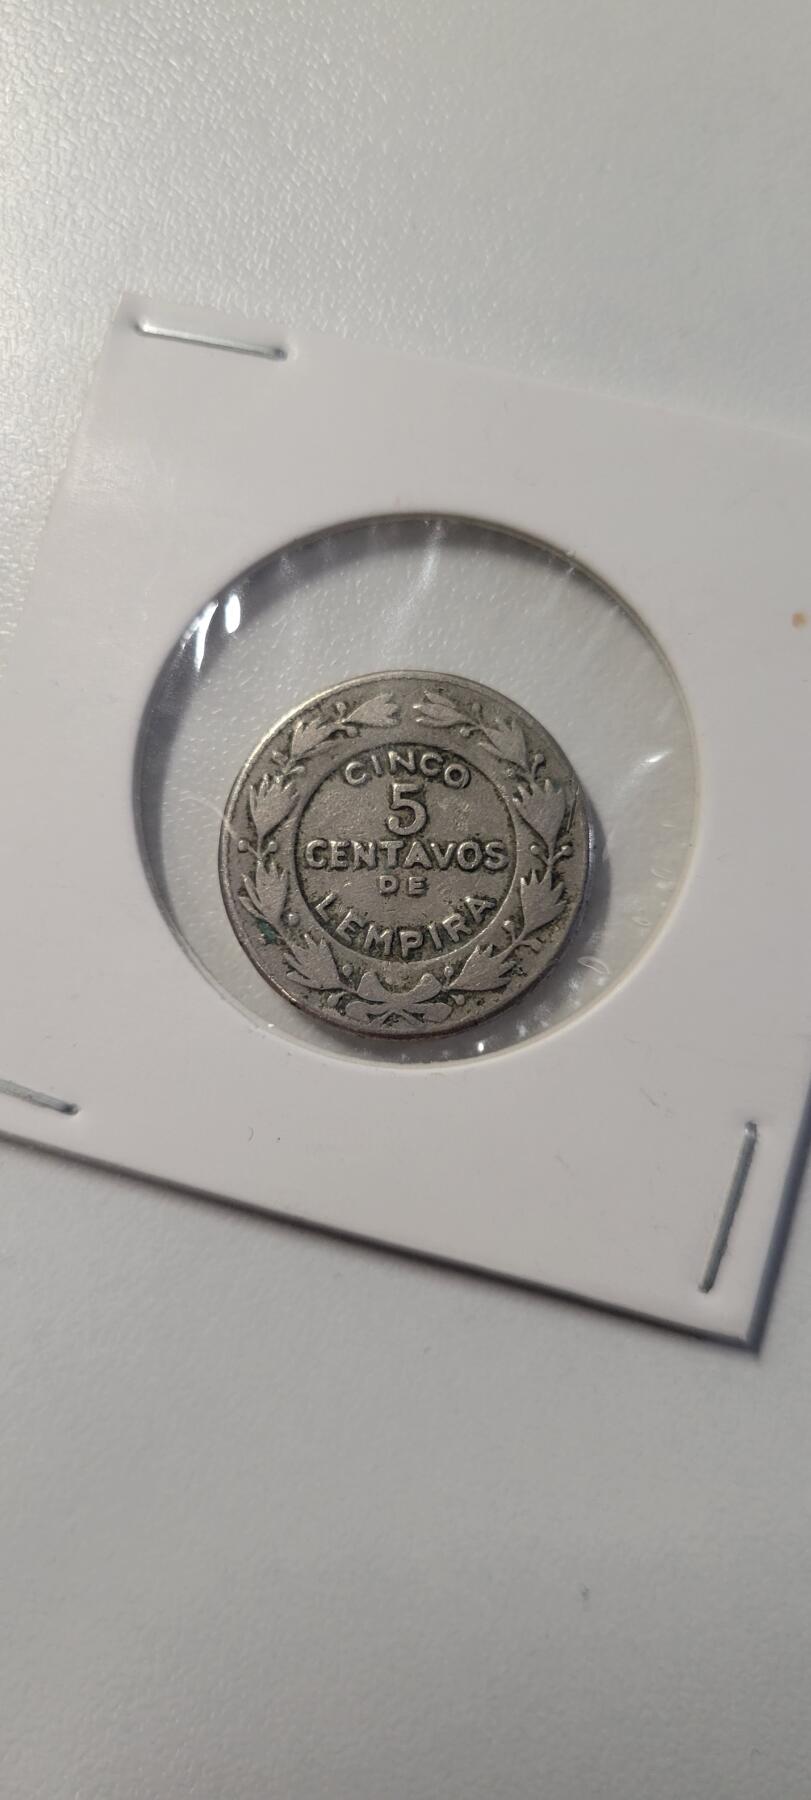 CINCO
5
CENTAVOS
DE
LEMPIRA